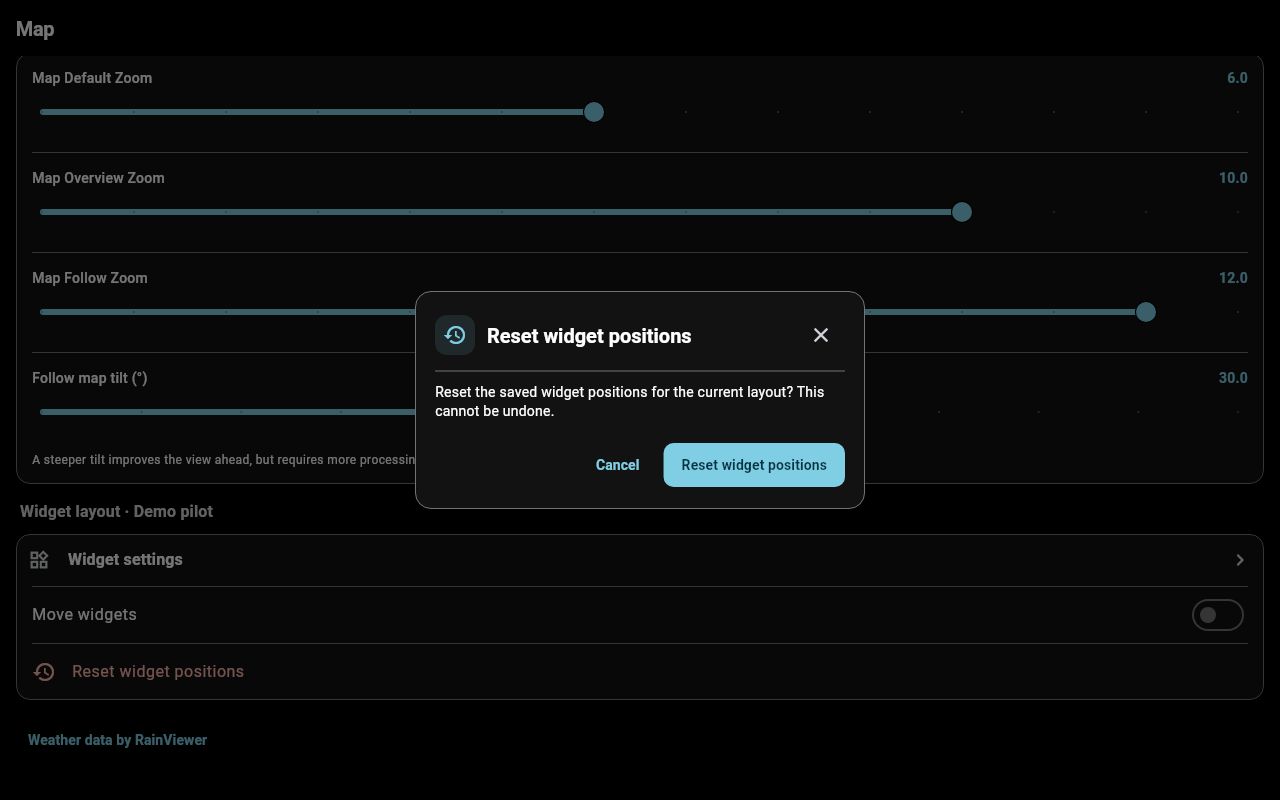 Map
Map Default Zoom
6.0
Map Overview Zoom
10.0
Map Follow Zoom
12.0
Follow map tilt (°)
30.0
A steeper tilt improves the view ahead, but requires more processin
Reset widget positions
Reset the saved widget positions for the current layout? This
cannot be undone.
Cancel
Reset widget positions
Widget layout · Demo pilot
Widget settings
Move widgets
Reset widget positions
Weather data by RainViewer